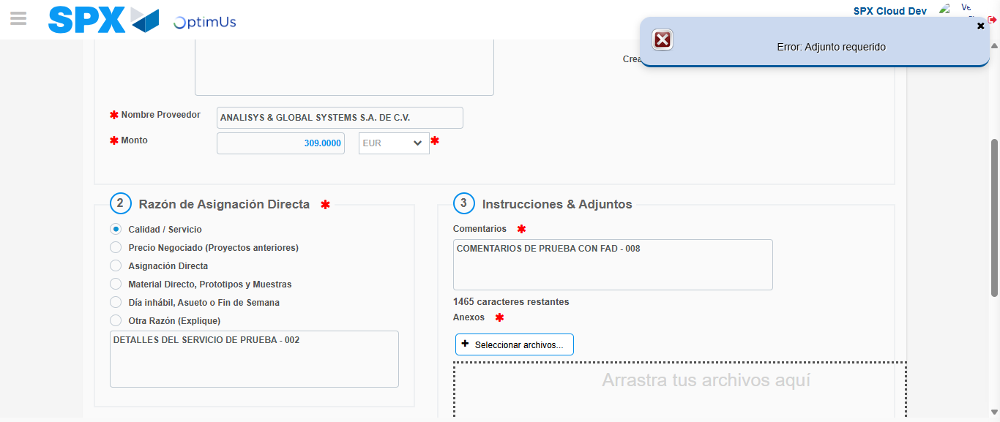 SPX
OptimUs
SPX Cloud Dev
Ve
Error: Adjunto requerido
Crea
Nombre Proveedor
ANALISYS & GLOBAL SYSTEMS S.A. DE C.V.
Monto
309.0000
EUR
2 Razón de Asignación Directa
Calidad / Servicio
Precio Negociado (Proyectos anteriores)
Asignación Directa
Material Directo, Prototipos y Muestras
Día inhábil, Asueto o Fin de Semana
Otra Razón (Explique)
DETALLES DEL SERVICIO DE PRUEBA - 002
3 Instrucciones & Adjuntos
Comentarios
COMENTARIOS DE PRUEBA CON FAD - 008
1465 caracteres restantes
Anexos
+ Seleccionar archivos...
Arrastra tus archivos aquí